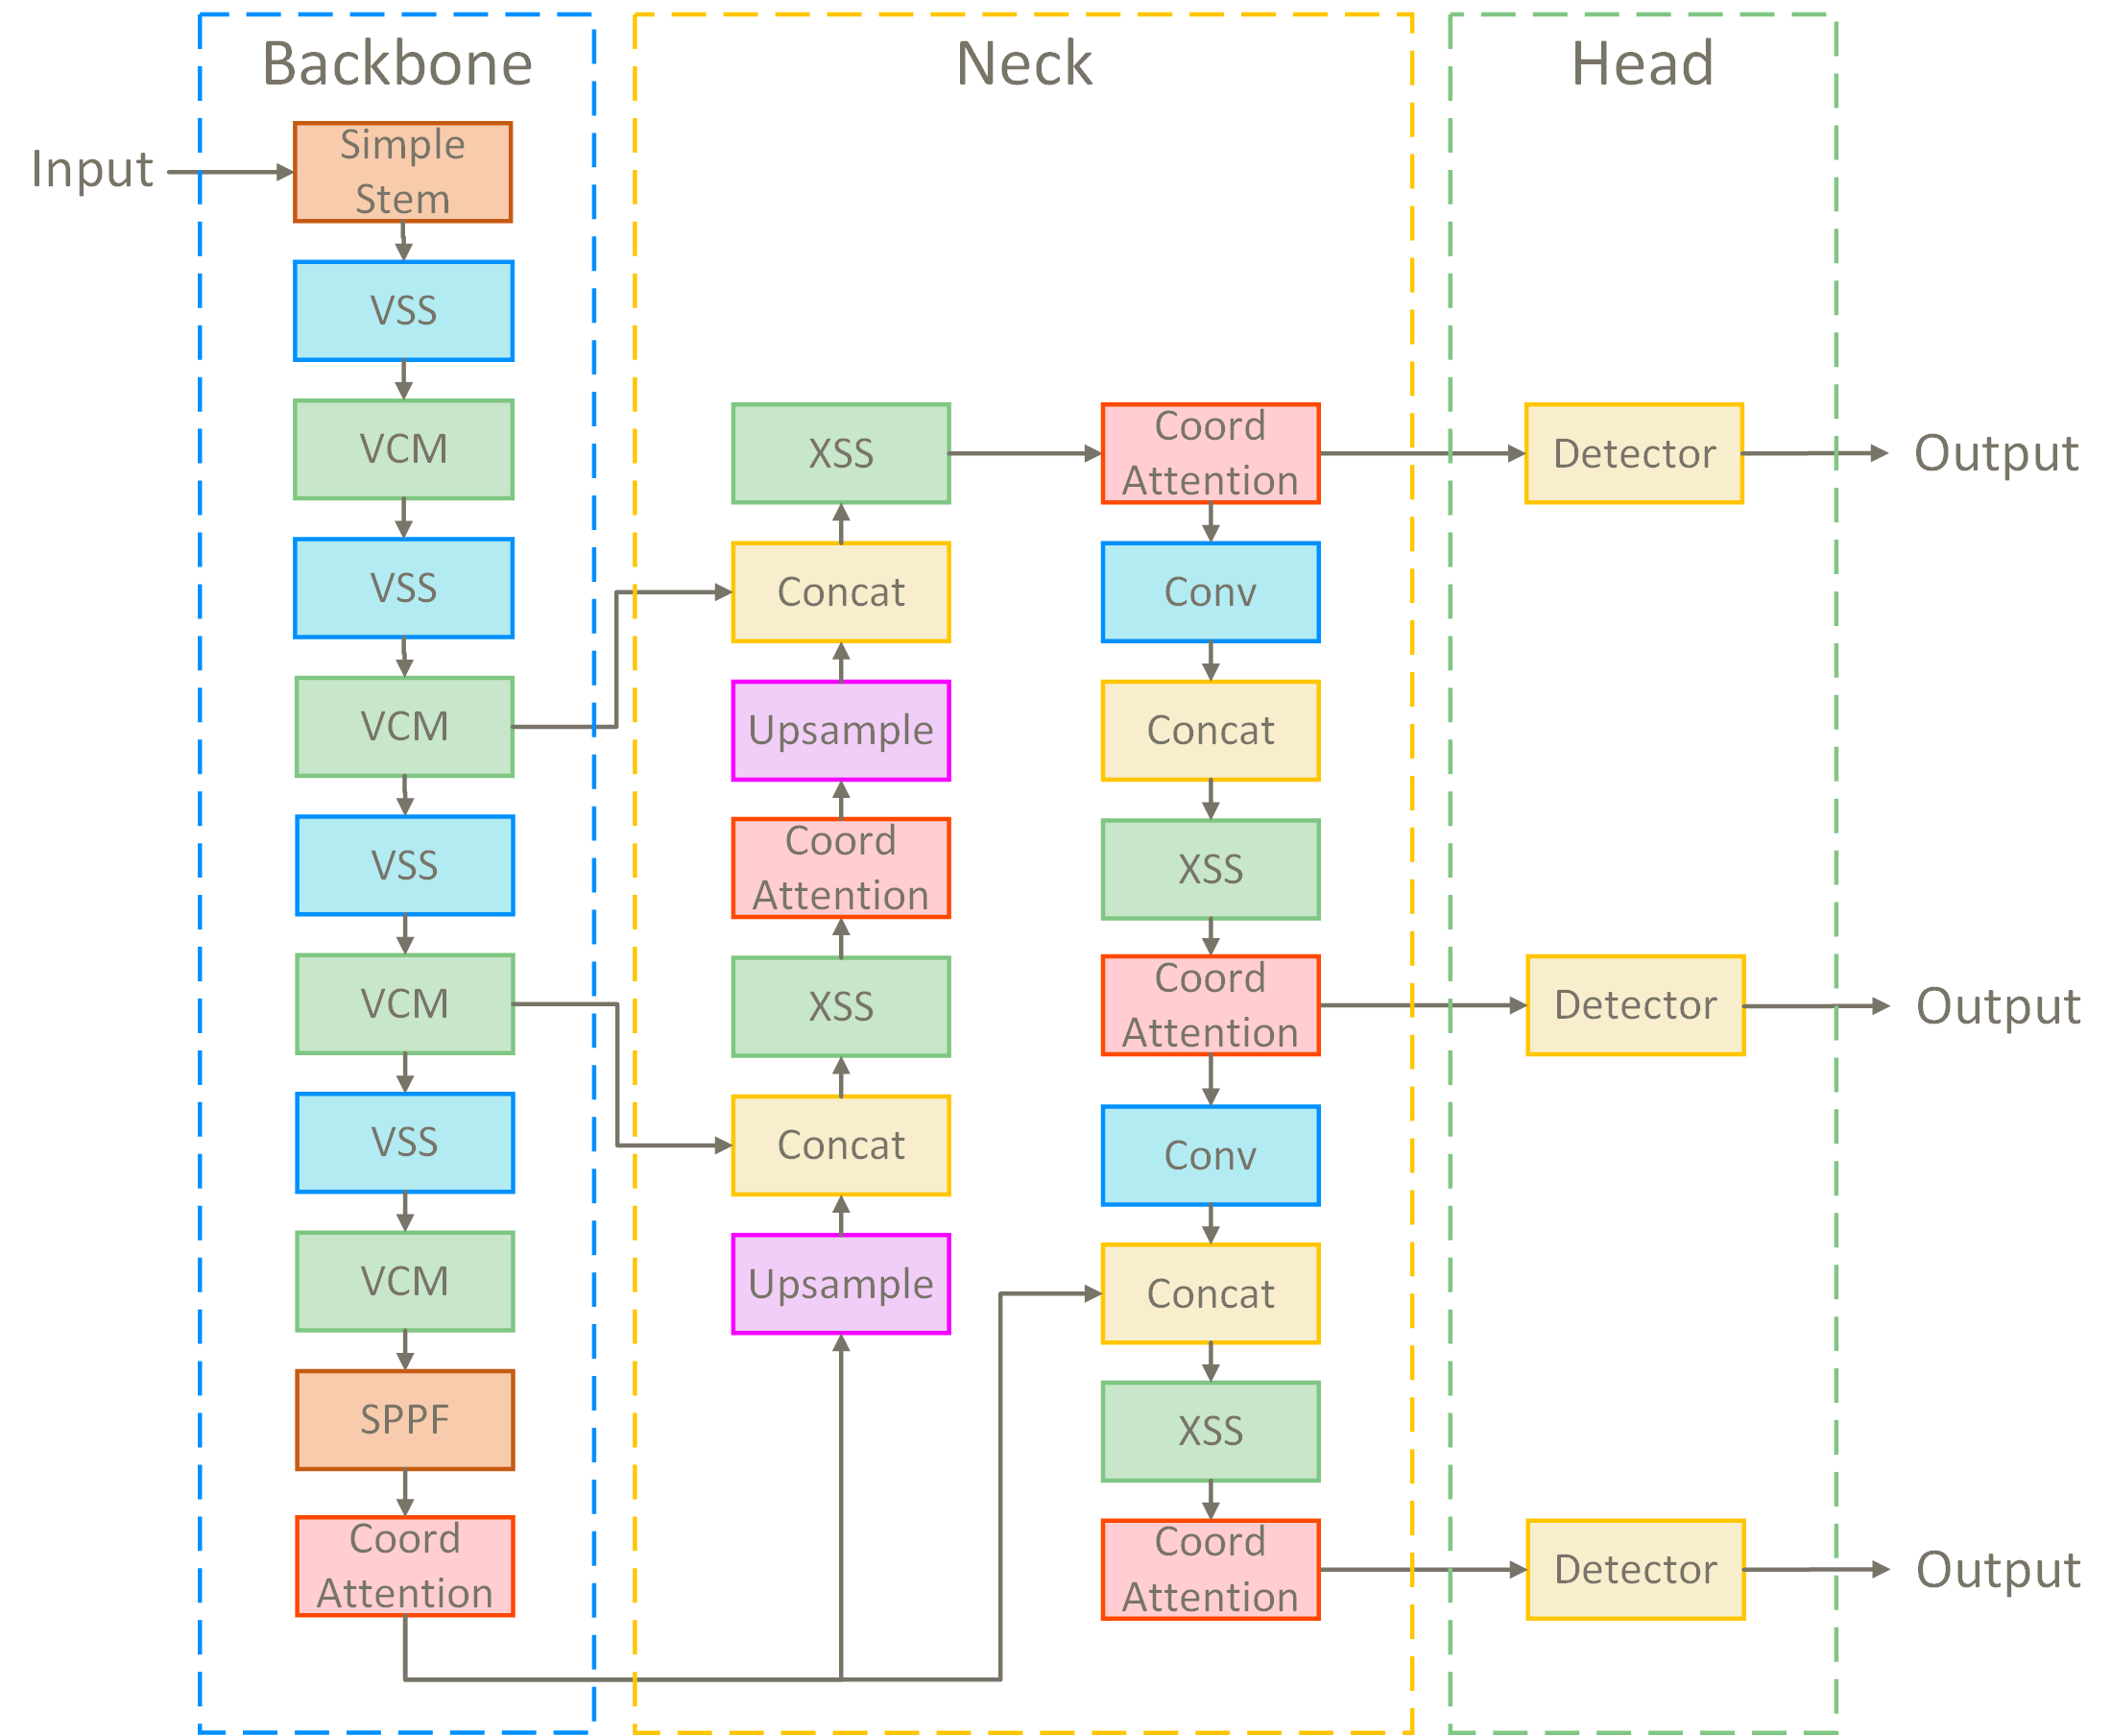 Backbone
Neck
Head
Input
Simple
Stem
VSS
VCM
VSS
VCM
VSS
VCM
VSS
VCM
SPPF
Coord
Attention
XSS
Concat
Upsample
Coord
Attention
XSS
Concat
Upsample
Coord
Attention
Conv
Concat
XSS
Coord
Attention
Conv
Concat
XSS
Coord
Attention
Detector
Output
Detector
Output
Detector
Output